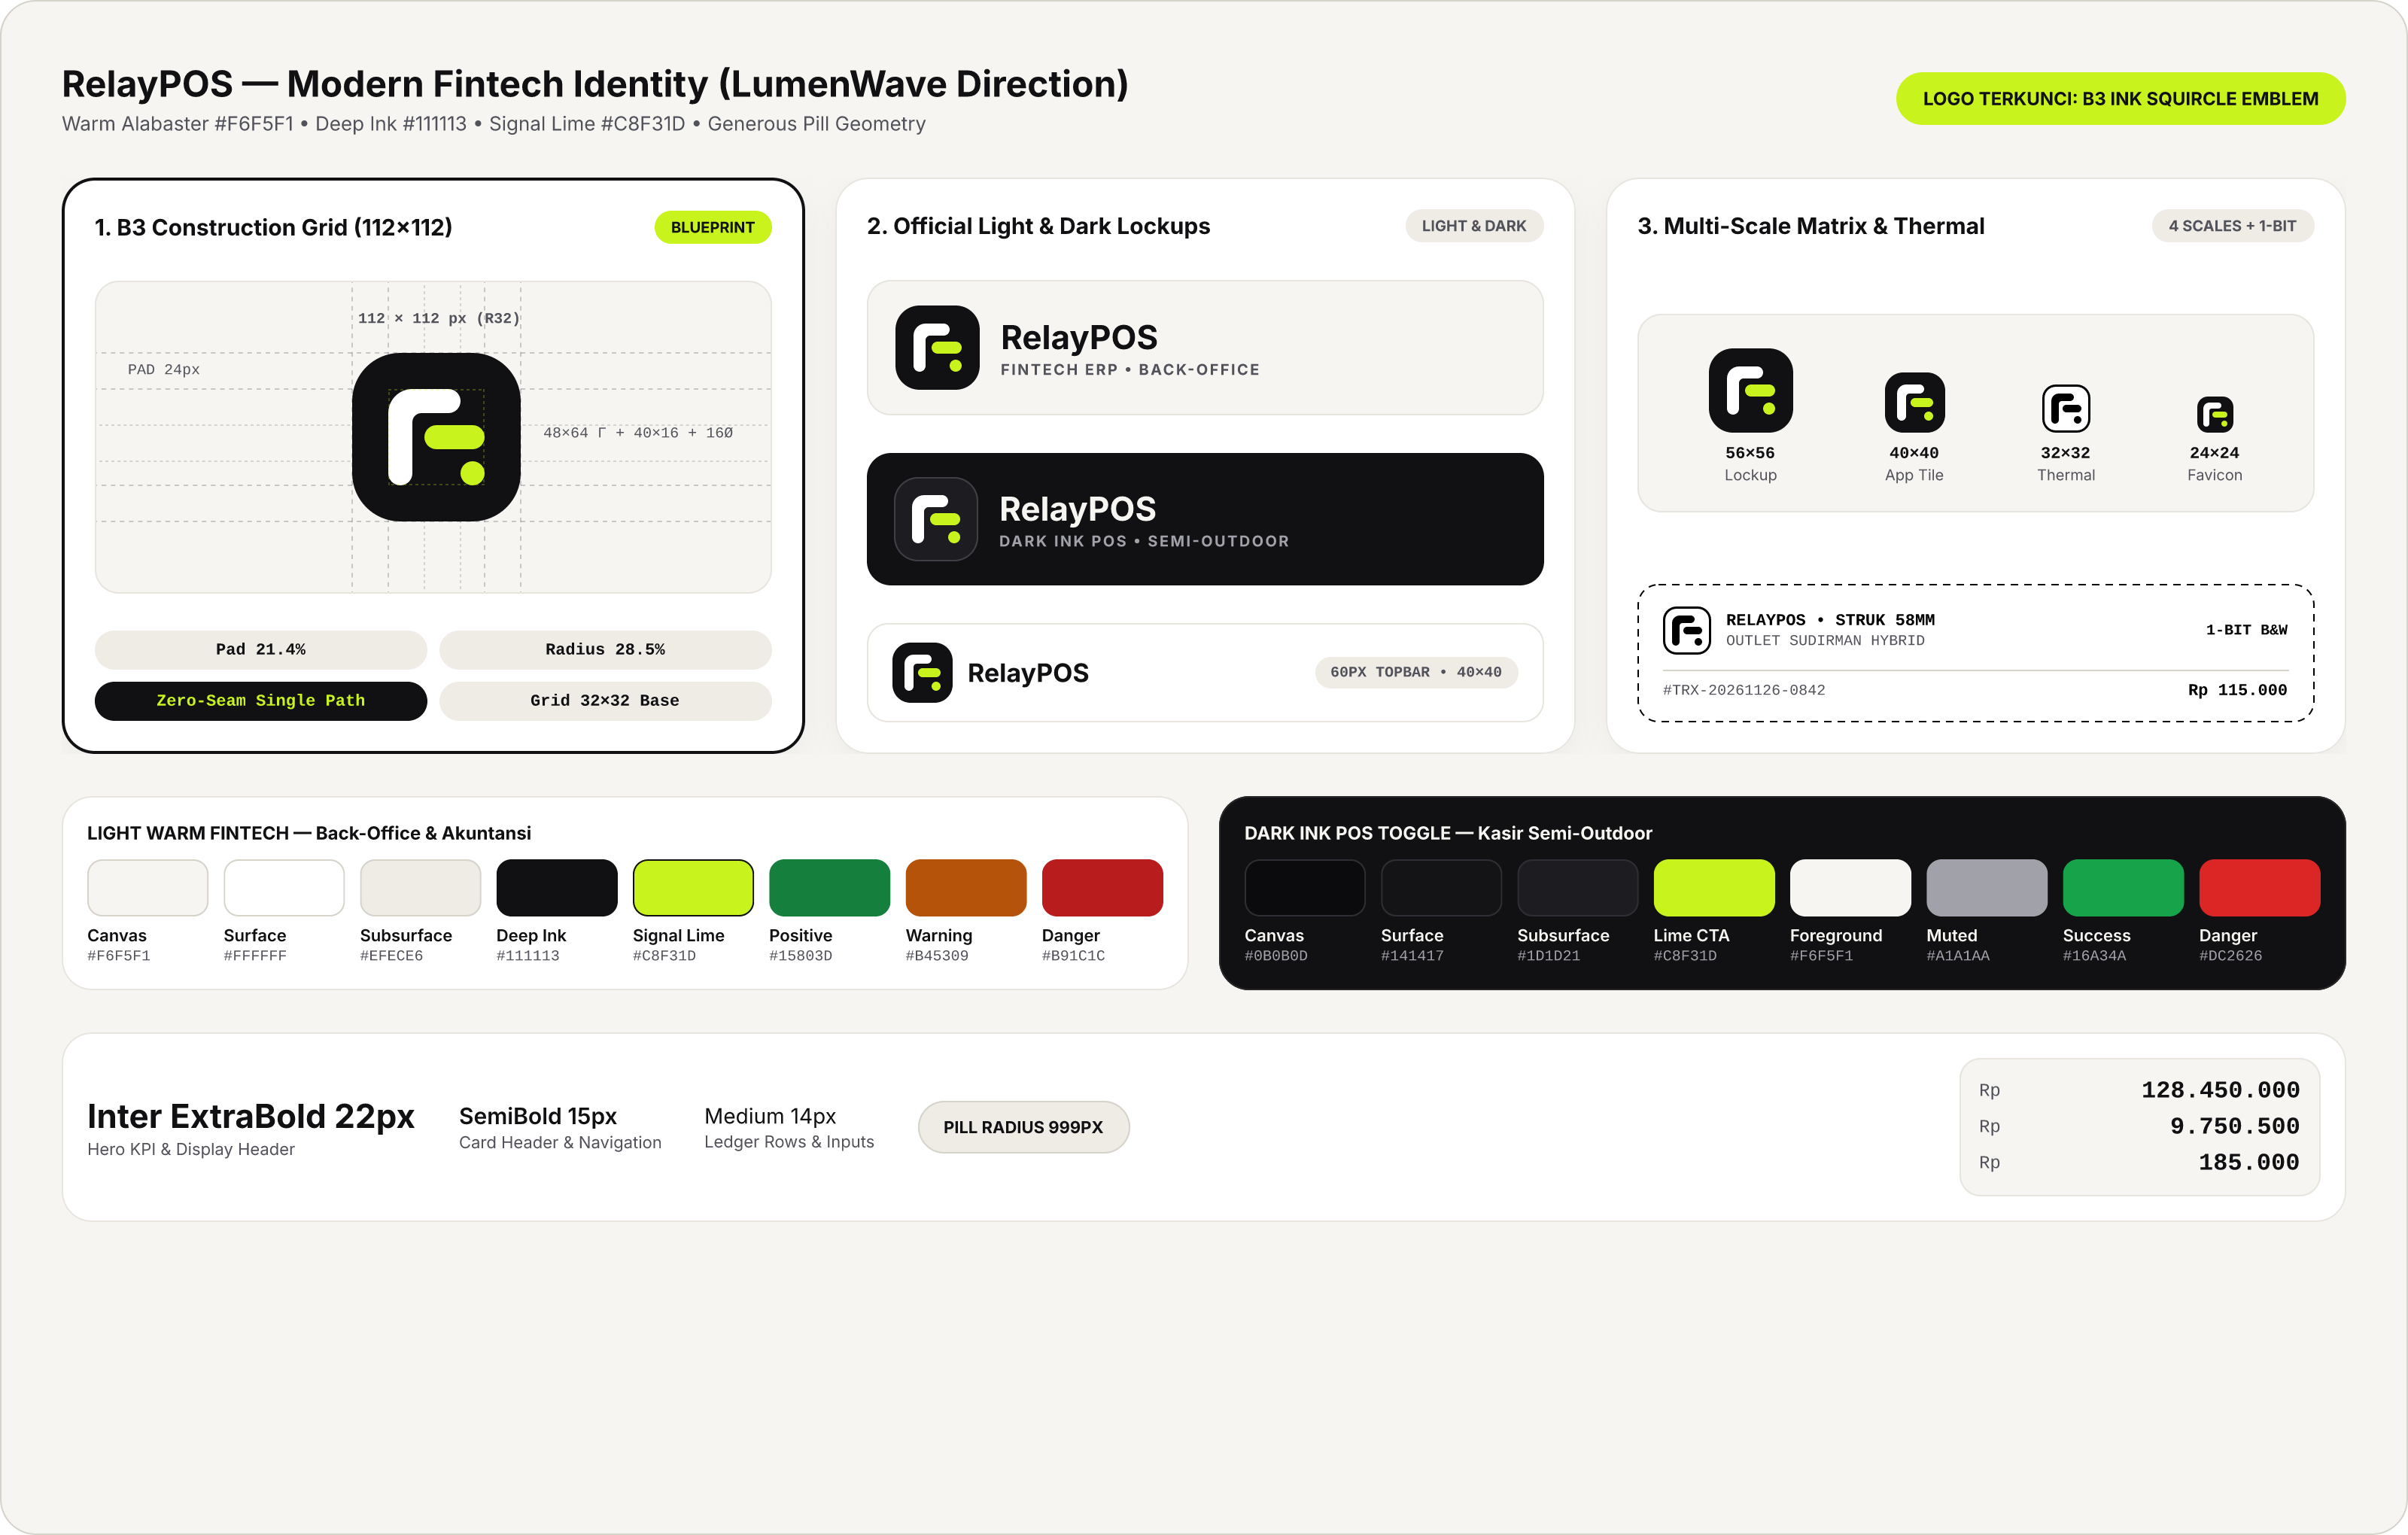 RelayPOS — Modern Fintech Identity (LumenWave Direction)
Warm Alabaster #F6F5F1 • Deep Ink #111113 • Signal Lime #C8F31D • Generous Pill Geometry
LOGO TERKUNCI: B3 INK SQUIRCLE EMBLEM
1. B3 Construction Grid (112×112)
BLUEPRINT
112 × 112 px (R32)
PAD 24px
48×64 Γ + 40×16 + 16Ø
Pad 21.4%
Radius 28.5%
Zero-Seam Single Path
Grid 32×32 Base
2. Official Light & Dark Lockups
LIGHT & DARK
RelayPOS
FINTECH ERP • BACK-OFFICE
RelayPOS
DARK INK POS • SEMI-OUTDOOR
RelayPOS
60PX TOPBAR • 40×40
3. Multi-Scale Matrix & Thermal
4 SCALES + 1-BIT
56×56
Lockup
40×40
App Tile
32×32
Thermal
24×24
Favicon
RELAYPOS • STRUK 58MM
OUTLET SUDIRMAN HYBRID
1-BIT B&W
#TRX-20261126-0842
Rp 115.000
LIGHT WARM FINTECH — Back-Office & Akuntansi
Canvas
#F6F5F1
Surface
#FFFFFF
Subsurface
#EFECE6
Deep Ink
#111113
Signal Lime
#C8F31D
Positive
#15803D
Warning
#B45309
Danger
#B91C1C
DARK INK POS TOGGLE — Kasir Semi-Outdoor
Canvas
#0B0B0D
Surface
#141417
Subsurface
#1D1D21
Lime CTA
#C8F31D
Foreground
#F6F5F1
Muted
#A1A1AA
Success
#16A34A
Danger
#DC2626
Inter ExtraBold 22px
Hero KPI & Display Header
SemiBold 15px
Card Header & Navigation
Medium 14px
Ledger Rows & Inputs
PILL RADIUS 999PX
Rp 128.450.000
Rp 9.750.500
Rp 185.000